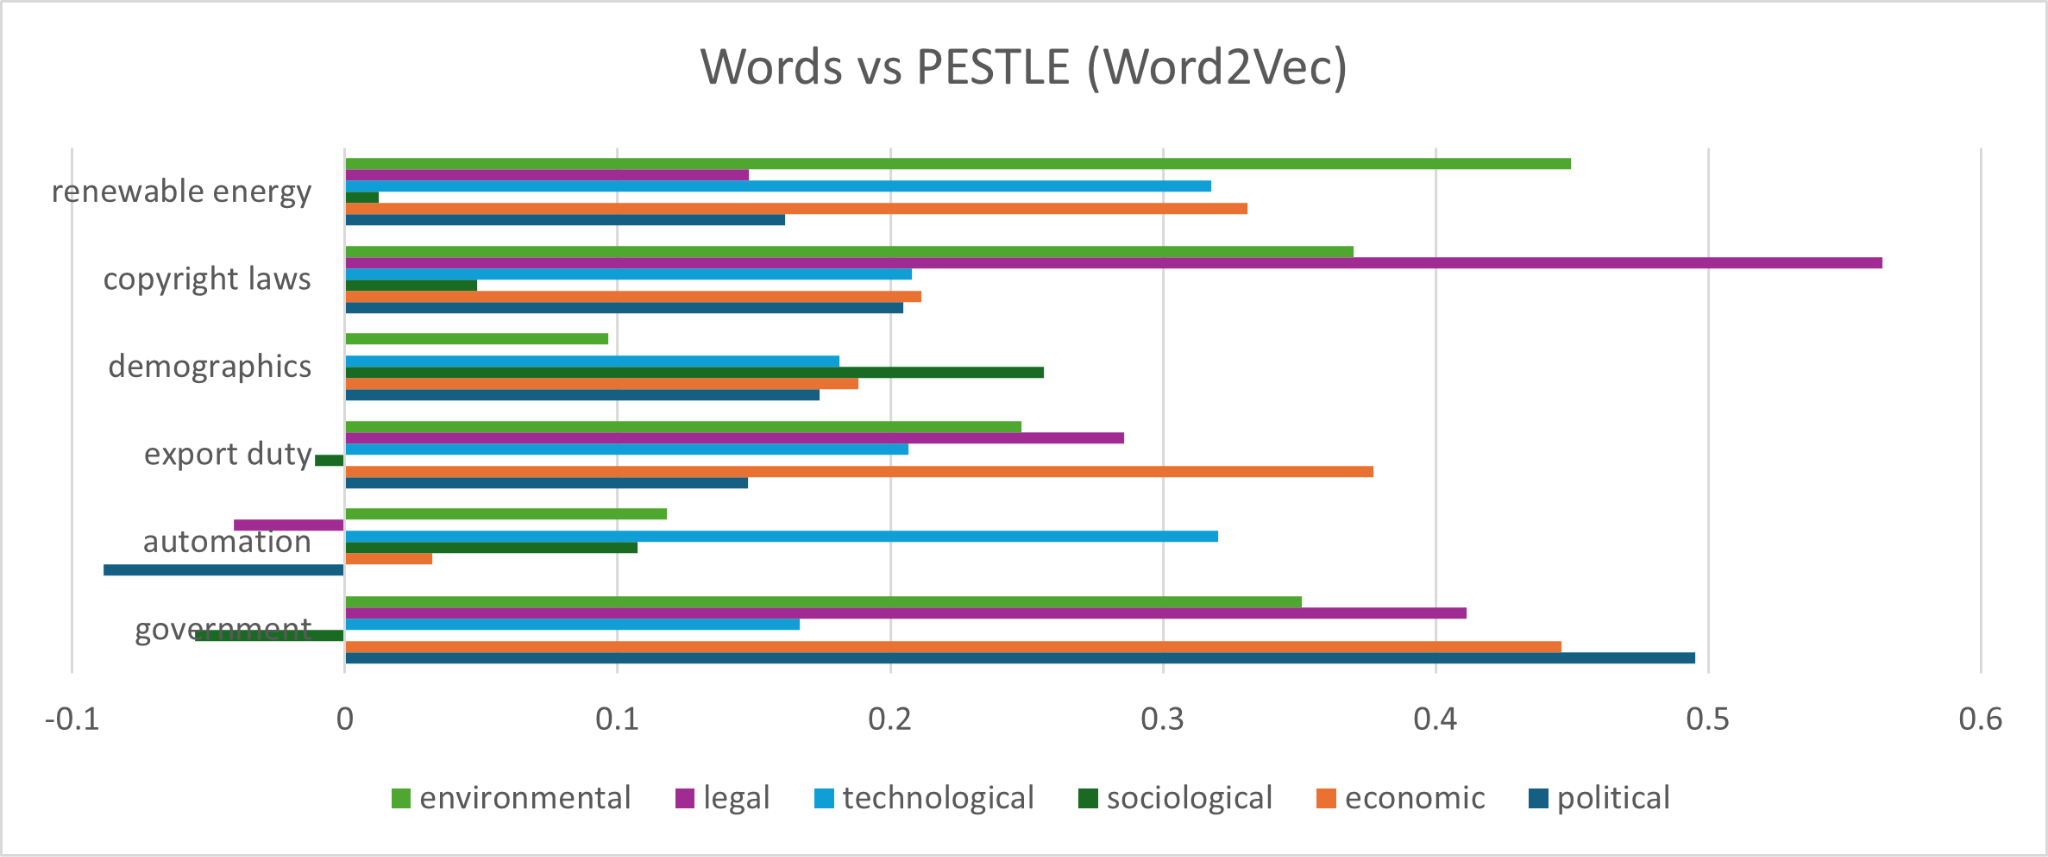 Words vs PESTLE (Word2Vec)
renewable energy
copyright laws
demographics
export duty
automation
government
-0.1 0 0.1 0.2 0.3 0.4 0.5 0.6
environmental legal technological sociological economic political